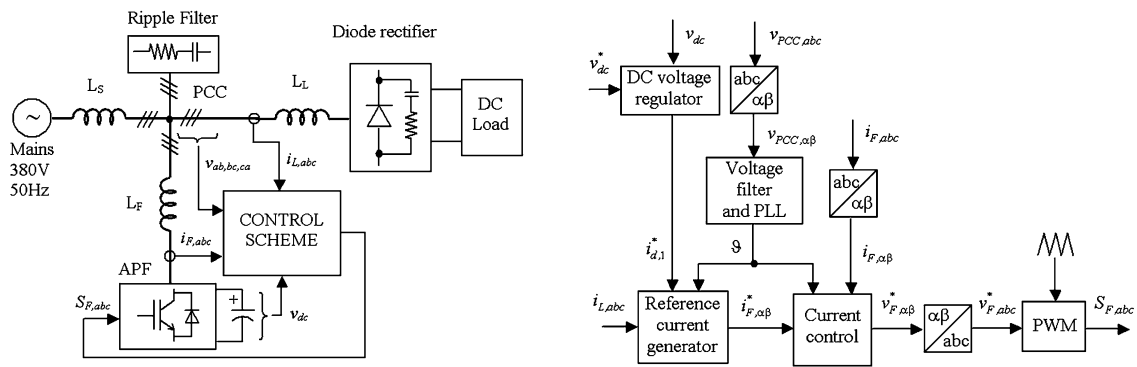 Ripple Filter
Diode rectifier
L_S
PCC
L_L
~
DC
Load
Mains
380V
50Hz
v_ab,bc,ca
i_L,abc
L_F
CONTROL
SCHEME
i_F,abc
APF
S_F,abc
+
v_dc
v_dc
v_PCC,abc
v*_dc
DC voltage
regulator
abc
αβ
v_PCC,αβ
i_F,abc
Voltage
filter
and PLL
abc
αβ
i*_d,1
ϑ
i_F,αβ
i_L,abc
Reference
current
generator
i*_F,αβ
Current
control
v*_F,αβ
αβ
abc
v*_F,abc
PWM
S_F,abc